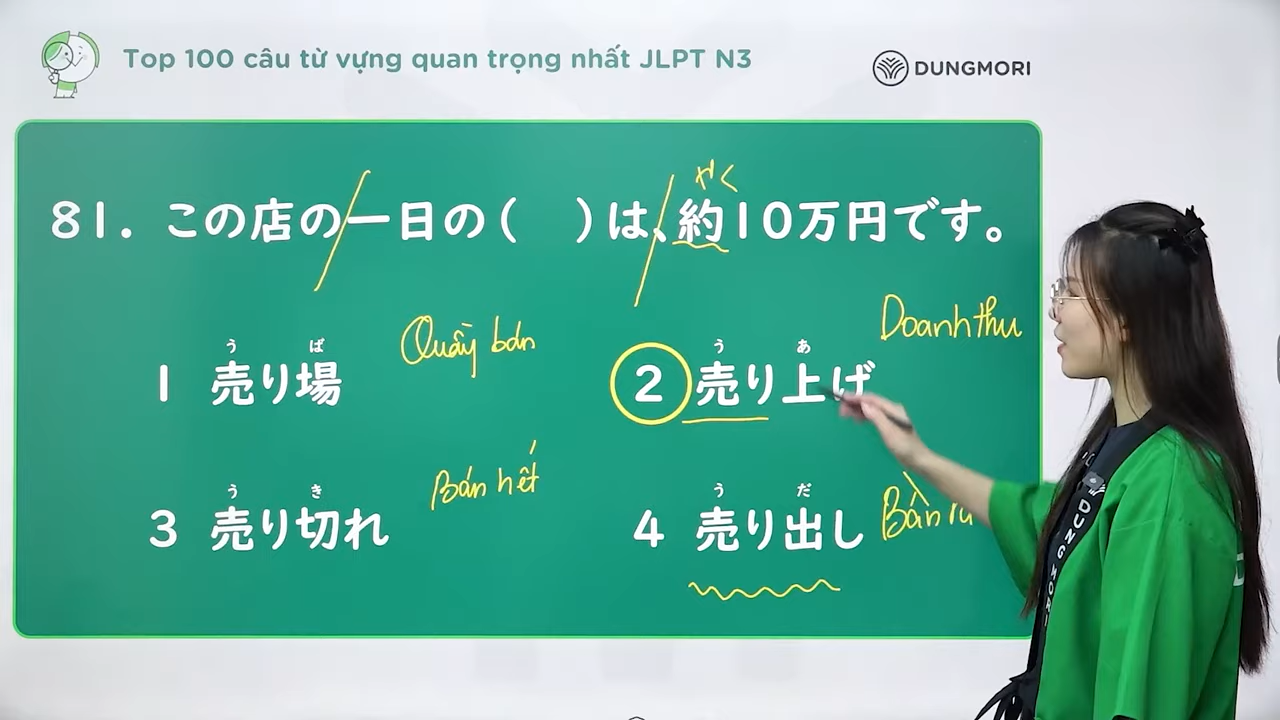 Top 100 câu từ vựng quan trọng nhất JLPT N3
DUNGMORI
やく
81. この店の一日の( )は、約10万円です。
Doanh thu
Quầy bán
う ば
1 売り場
う あ
2 売り上げ
Bán hết
う き
3 売り切れ
う だ
4 売り出し
DUNG MORI